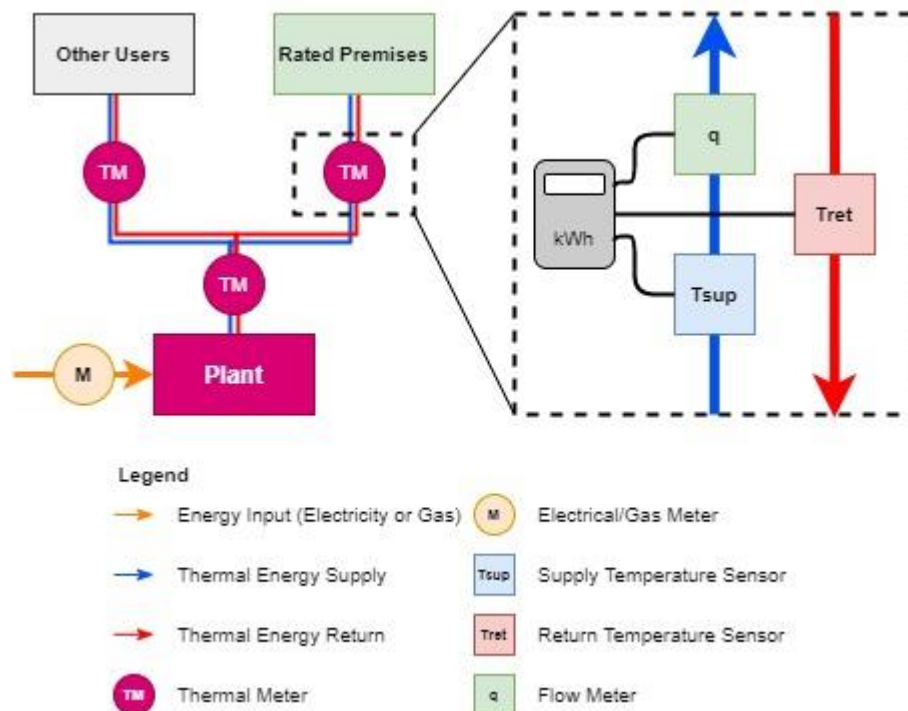 Other Users
Rated Premises
TM
TM
TM
M
Plant
q
Tret
kWh
Tsup
Legend
Energy Input (Electricity or Gas)
M
Electrical/Gas Meter
Thermal Energy Supply
Tsup
Supply Temperature Sensor
Thermal Energy Return
Tret
Return Temperature Sensor
TM
Thermal Meter
q
Flow Meter